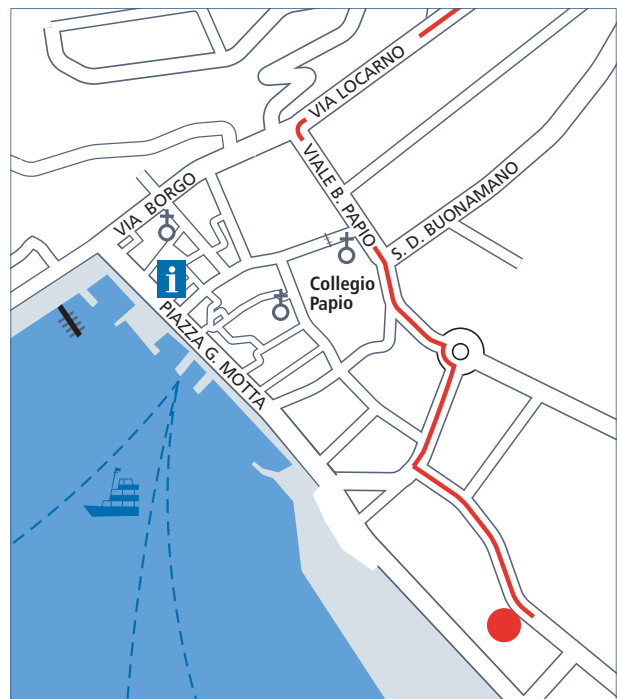 VIA LOCARNO
VIALE B. PAPIO
S. D. BUONAMANO
VIA BORGO
i
Collegio
Papio
PIAZZA G. MOTTA